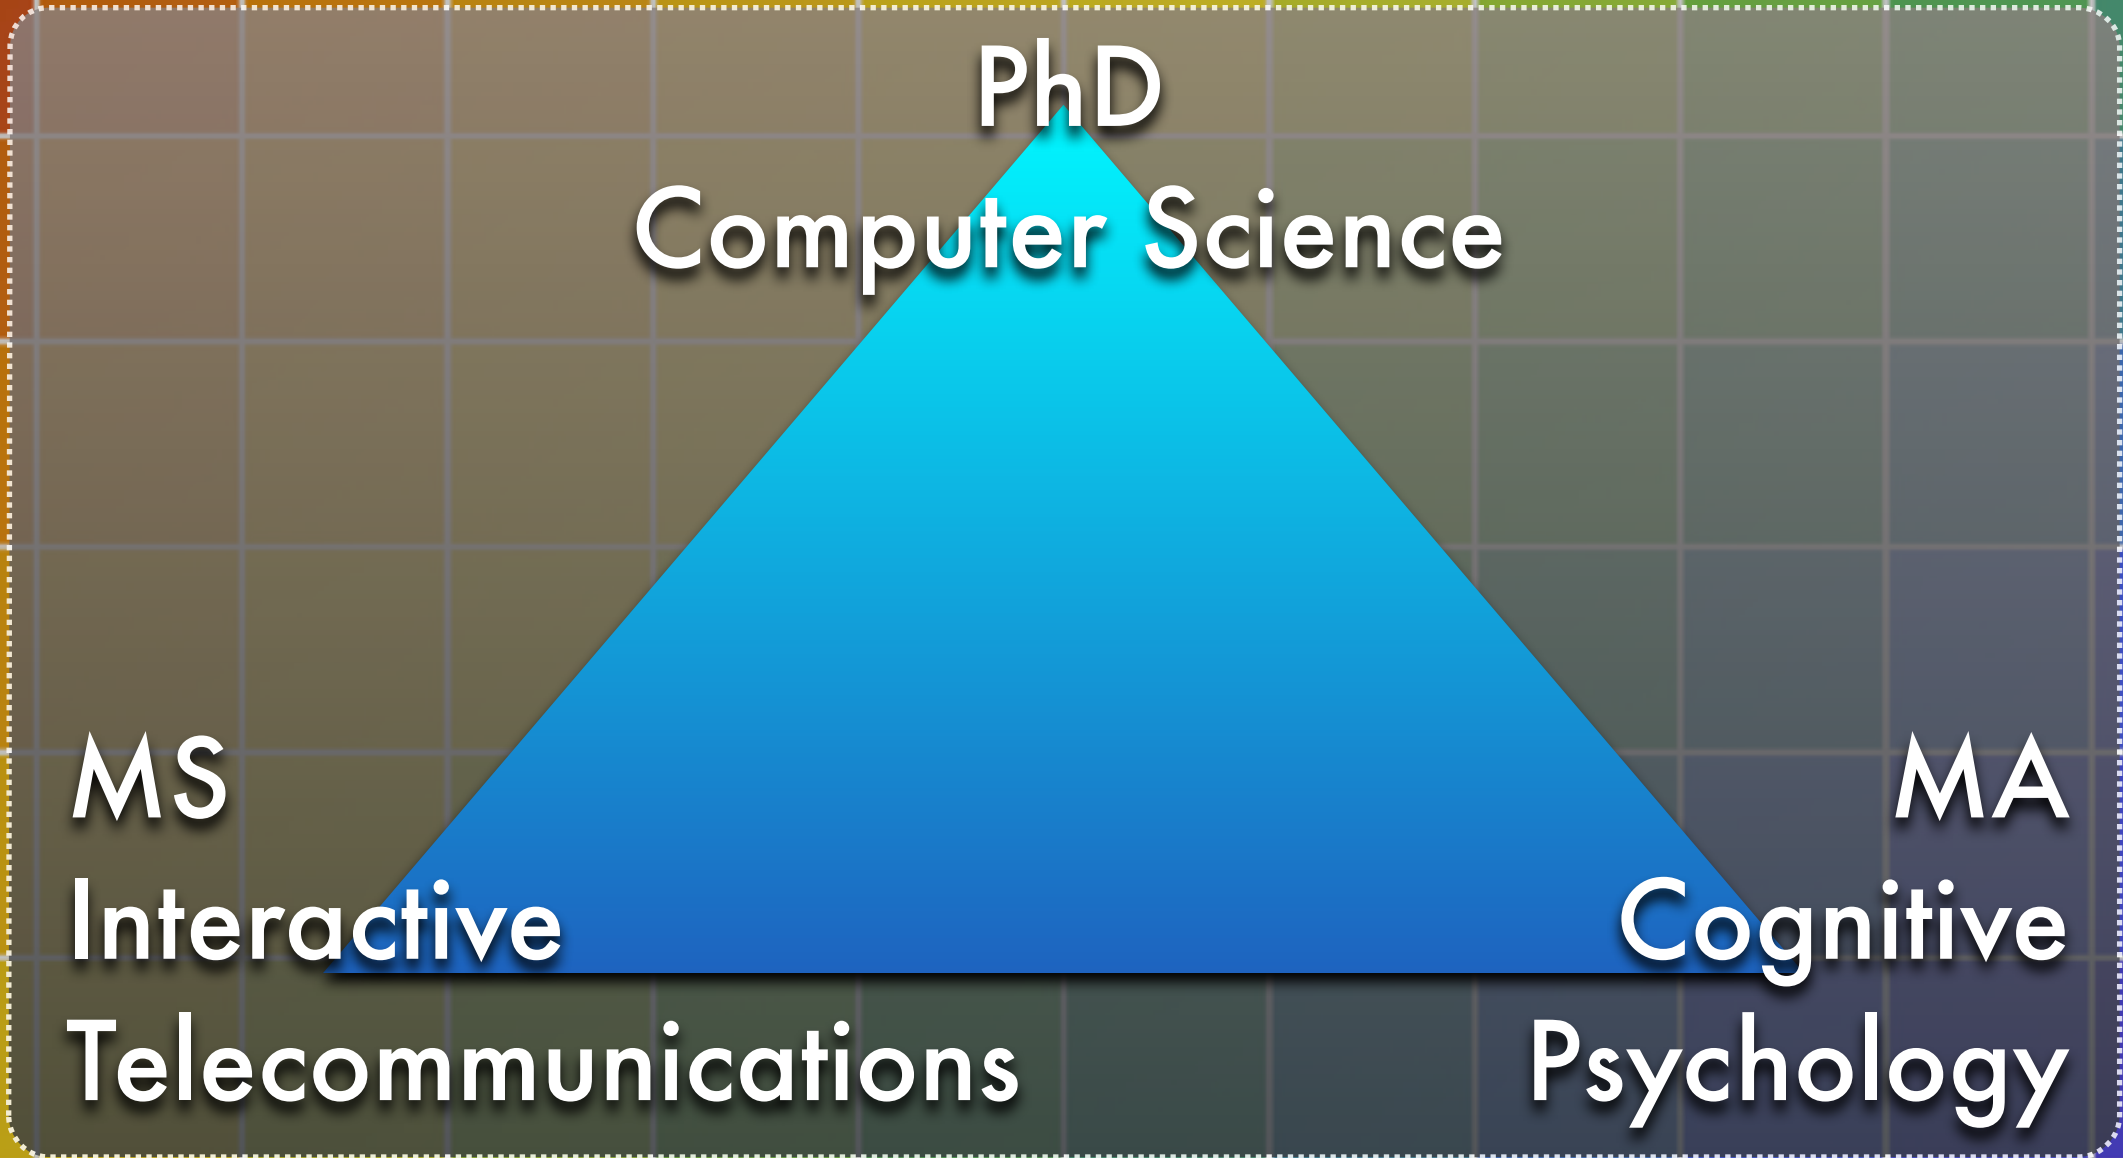 PhD
Computer Science
MS
Interactive
Telecommunications
MA
Cognitive
Psychology